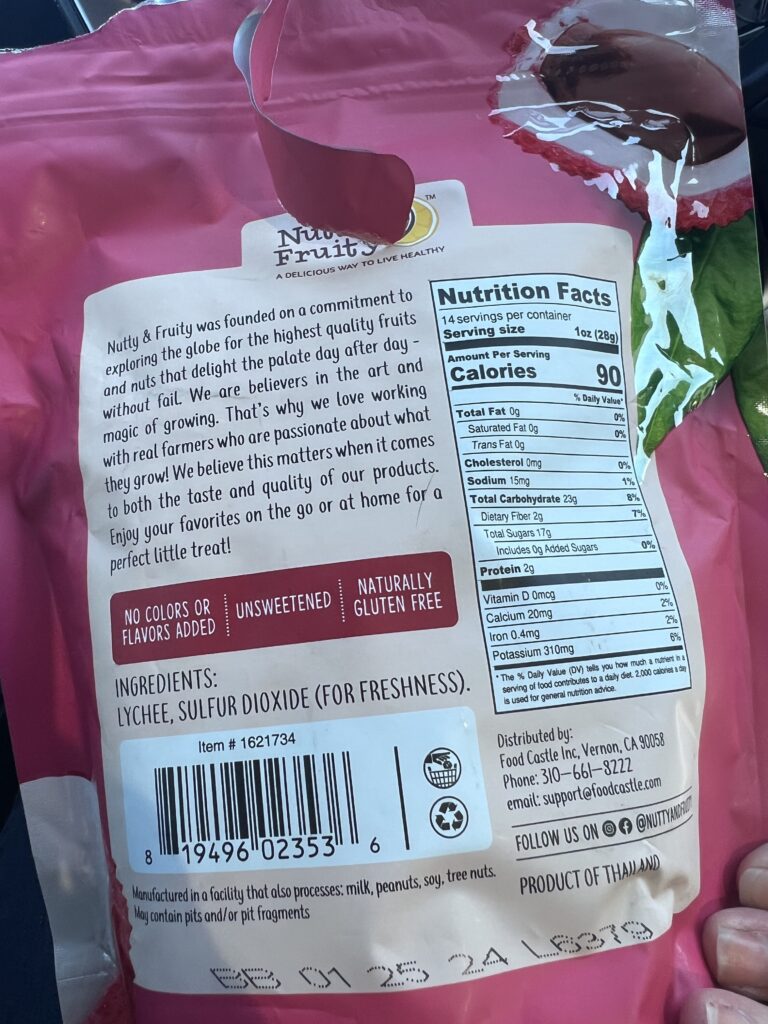 Fruity
TM
A DELICIOUS WAY TO LIVE HEALTHY
Nutty & Fruity was founded on a commitment to
exploring the globe for the highest quality fruits
and nuts that delight the palate day after day -
without fail. We are believers in the art and
magic of growing. That's why we love working
with real farmers who are passionate about what
they grow! We believe this matters when it comes
to both the taste and quality of our products.
Enjoy your favorites on the go or at home for a
perfect little treat!
NO COLORS OR
FLAVORS ADDED
UNSWEETENED
NATURALLY
GLUTEN FREE
INGREDIENTS:
LYCHEE, SULFUR DIOXIDE (FOR FRESHNESS).
Item # 1621734
8 19496 02353 6
Manufactured in a facility that also processes: milk, peanuts, soy, tree nuts.
May contain pits and/or pit fragments
Nutrition Facts
14 servings per container
Serving size 1oz (28g)
Amount Per Serving
Calories 90
% Daily Value*
Total Fat 0g 0%
Saturated Fat 0g 0%
Trans Fat 0g
Cholesterol 0mg 0%
Sodium 15mg 1%
Total Carbohydrate 23g 8%
Dietary Fiber 2g 7%
Total Sugars 17g
Includes 0g Added Sugars 0%
Protein 2g
Vitamin D 0mcg 0%
Calcium 20mg 2%
Iron 0.4mg 2%
Potassium 310mg 6%
* The % Daily Value (DV) tells you how much a nutrient in a
serving of food contributes to a daily diet. 2,000 calories a day
is used for general nutrition advice.
Distributed by:
Food Castle Inc, Vernon, CA 90058
Phone: 310-661-8222
email: support@foodcastle.com
FOLLOW US ON
PRODUCT OF THAILAND
BB 01 25 24 L6379